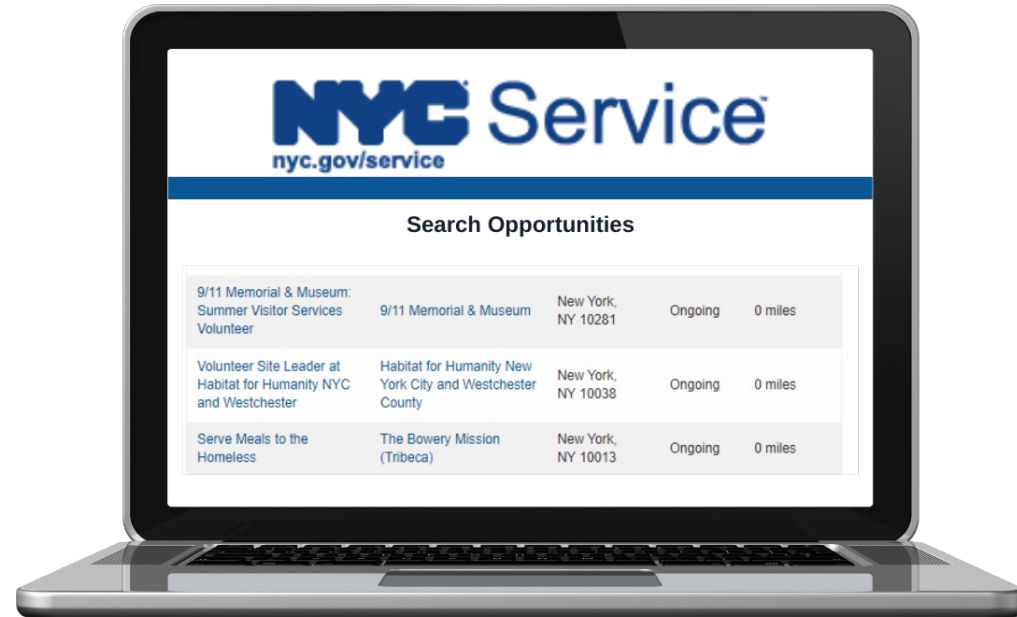 NYC Service™
nyc.gov/service
Search Opportunities
9/11 Memorial & Museum:
Summer Visitor Services
Volunteer
9/11 Memorial & Museum
New York,
NY 10281
Ongoing
0 miles
Volunteer Site Leader at
Habitat for Humanity NYC
and Westchester
Habitat for Humanity New
York City and Westchester
County
New York,
NY 10038
Ongoing
0 miles
Serve Meals to the
Homeless
The Bowery Mission
(Tribeca)
New York,
NY 10013
Ongoing
0 miles